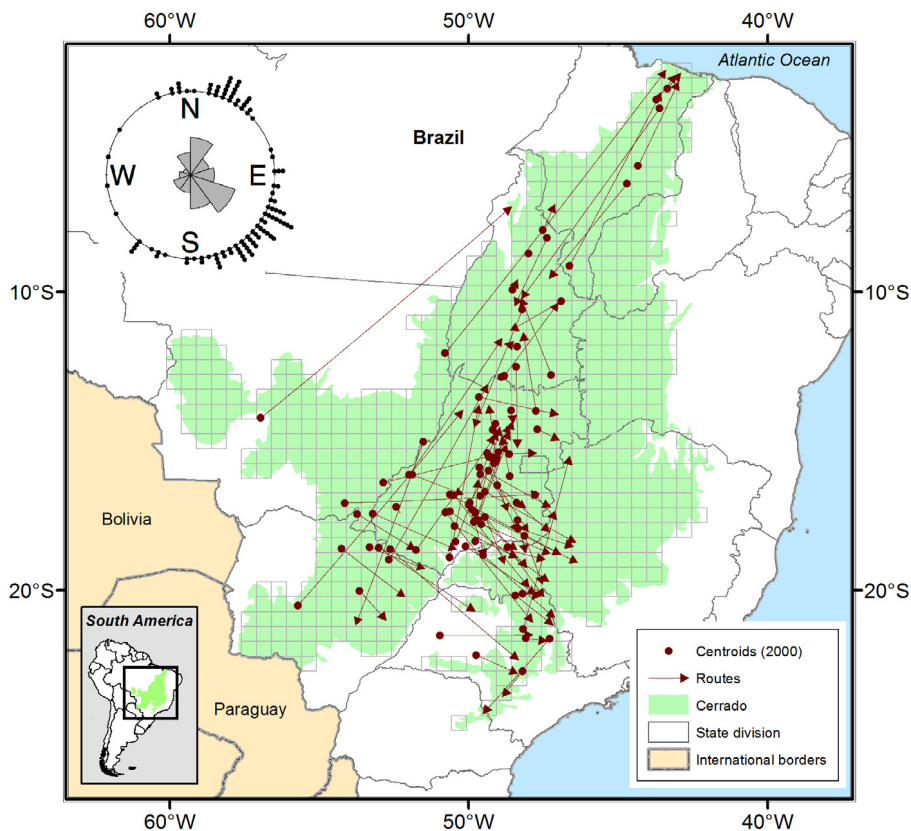 60°W 50°W 40°W
Atlantic Ocean
N
Brazil
W E
S
10°S 10°S
Bolivia
20°S 20°S
South America
Centroids (2000)
Routes
Cerrado
Paraguay
State division
International borders
60°W 50°W 40°W